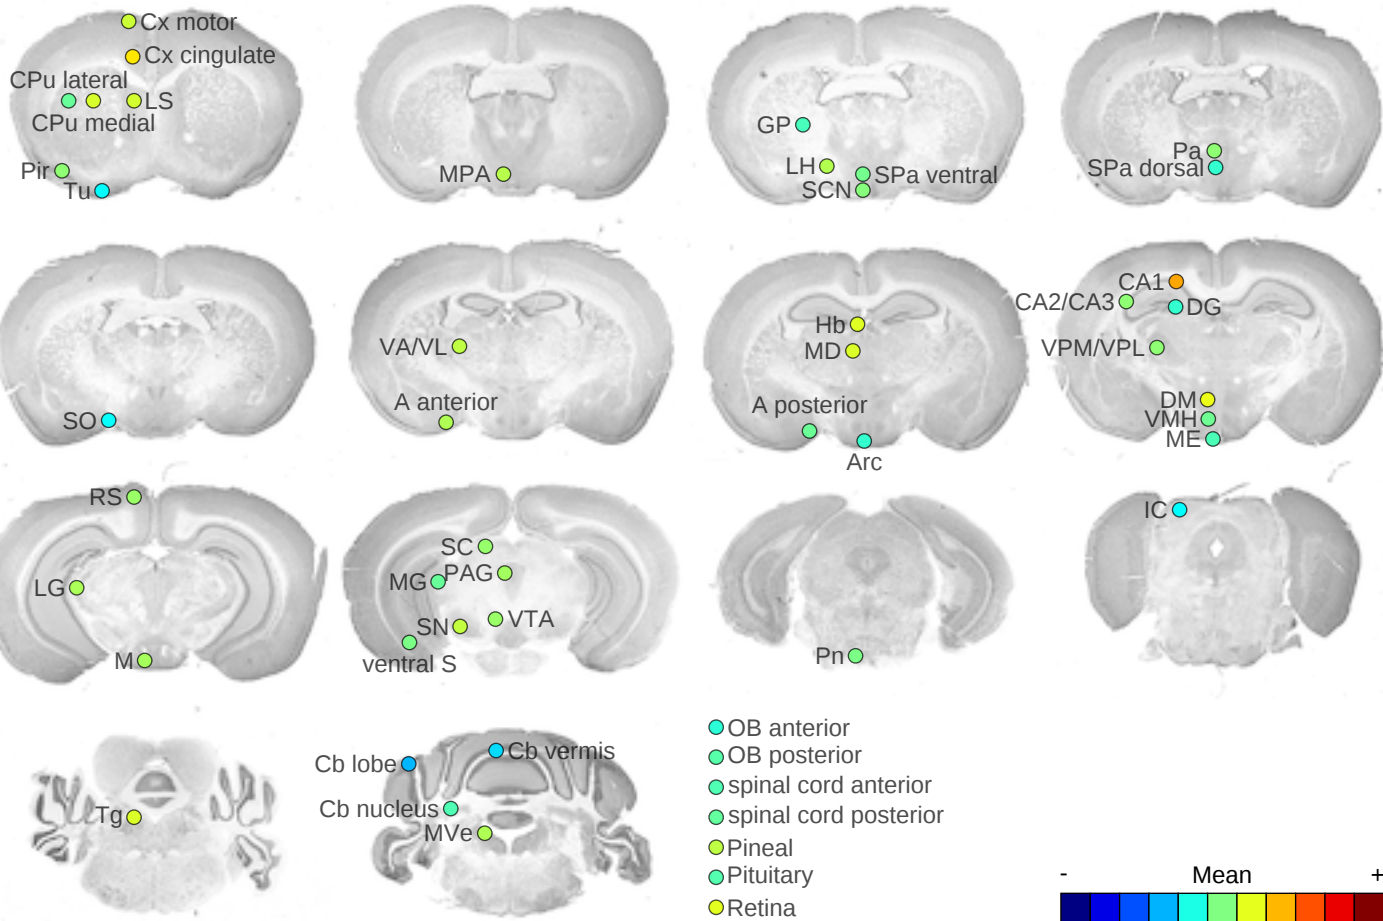 Cx motor
Cx cingulate
CPu lateral
LS
CPu medial
Pir
Tu
MPA
GP
LH
SPa ventral
SCN
Pa
SPa dorsal
SO
VA/VL
A anterior
Hb
MD
A posterior
Arc
CA1
CA2/CA3
DG
VPM/VPL
DM
VMH
ME
RS
LG
M
SC
MG
PAG
SN
VTA
ventral S
Pn
IC
Tg
Cb lobe
Cb vermis
Cb nucleus
MVe
OB anterior
OB posterior
spinal cord anterior
spinal cord posterior
Pineal
Pituitary
Retina
- Mean +